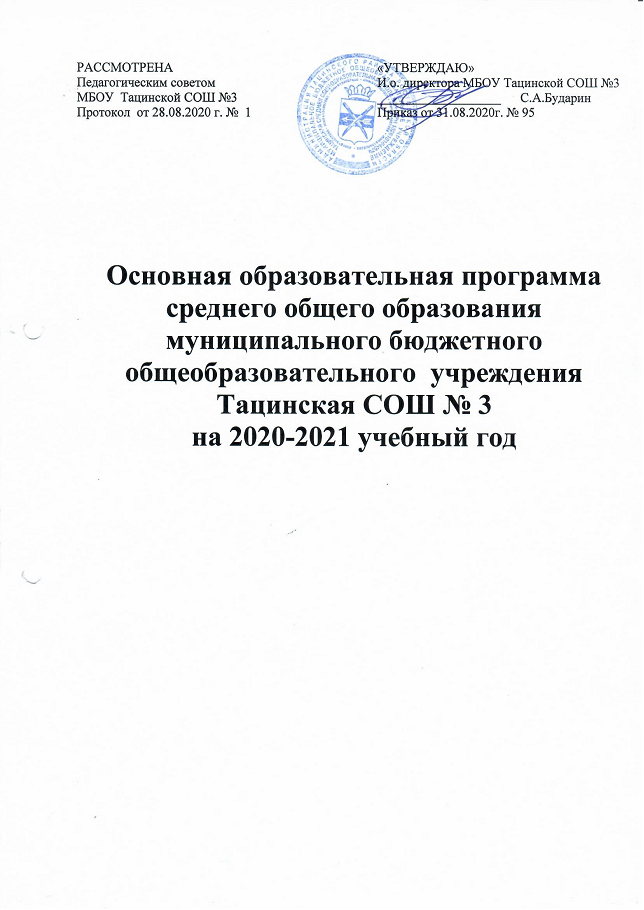 РАССМОТРЕНА
Педагогическим советом
МБОУ Тацинской СОШ №3
Протокол от 28.08.2020 г. № 1
«УТВЕРЖДАЮ»
И.о. директора МБОУ Тацинской СОШ №3
С.А.Бударин
Приказ от 31.08.2020г. № 95
Основная образовательная программа
среднего общего образования
муниципального бюджетного
общеобразовательного учреждения
Тацинская СОШ № 3
на 2020-2021 учебный год